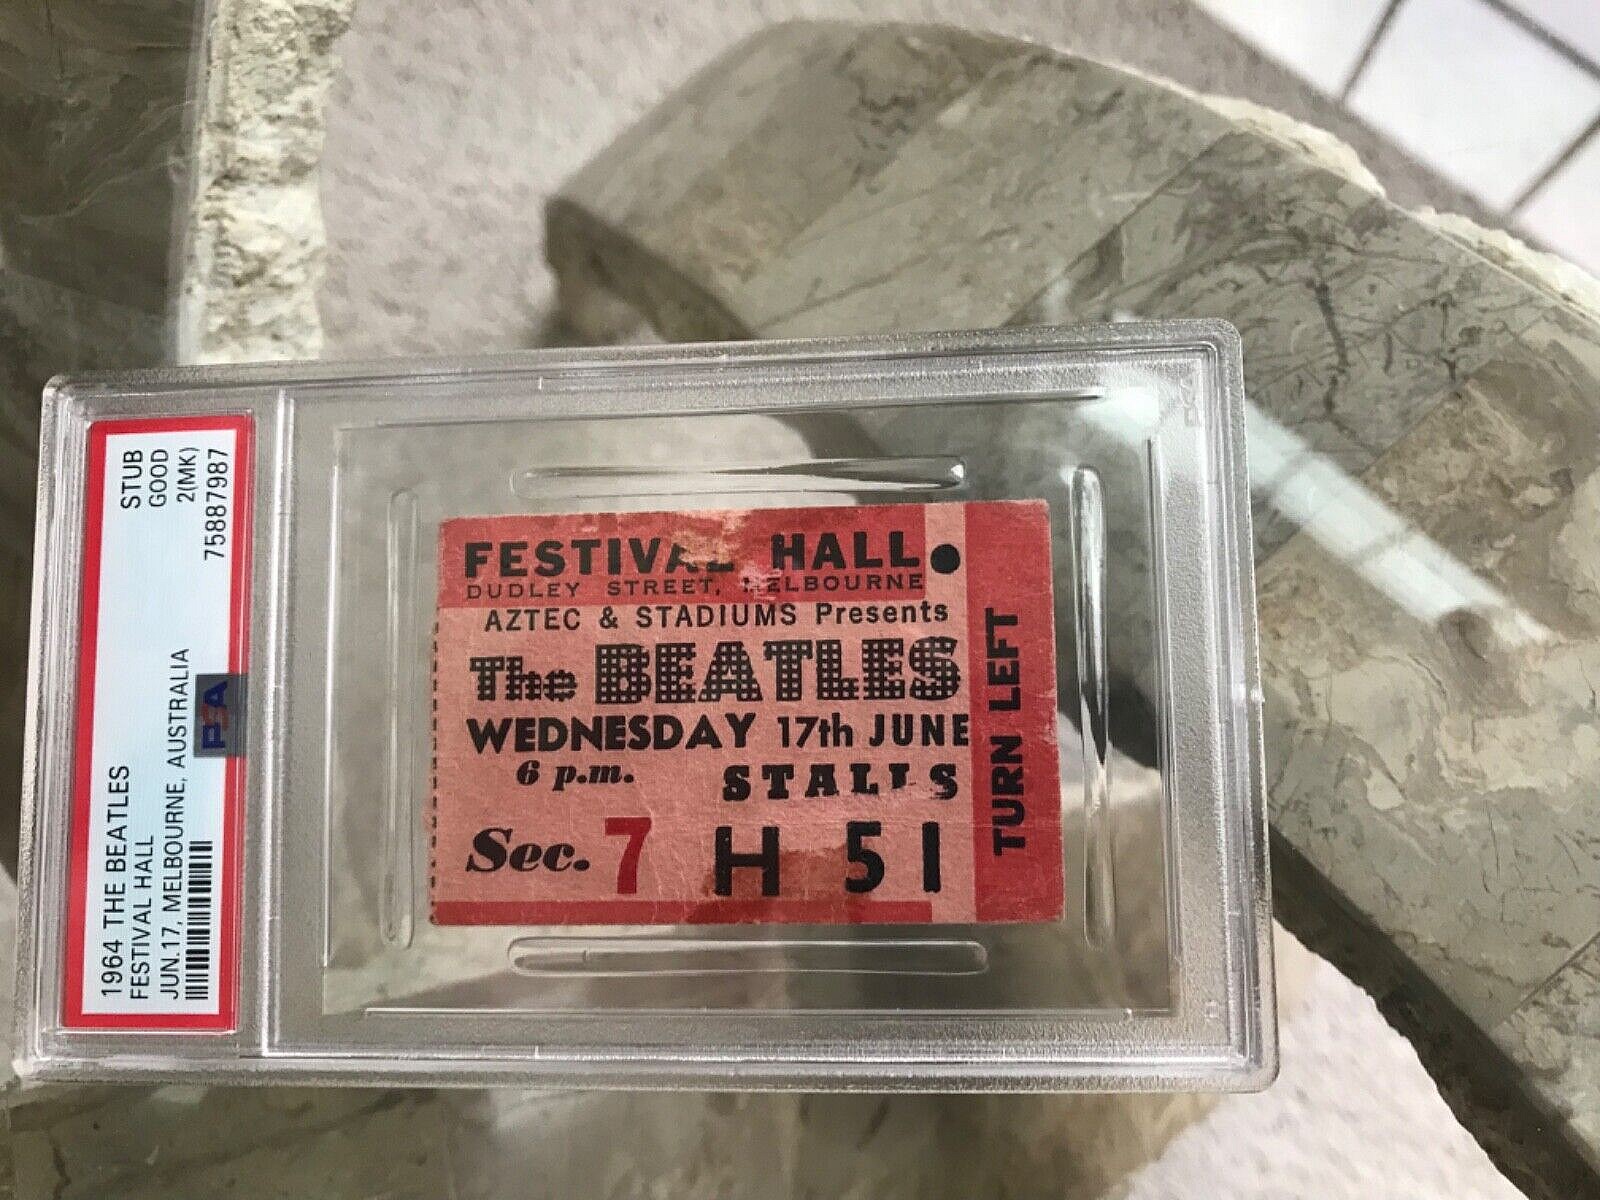 STUB
GOOD
2(MK)
75887987
1964 THE BEATLES
FESTIVAL HALL
JUN.17, MELBOURNE, AUSTRALIA
PSA
FESTIVAL HALL
DUDLEY STREET, MELBOURNE
AZTEC & STADIUMS Presents
The BEATLES
WEDNESDAY 17th JUNE
6 p.m. STALLS
Sec. 7 H 51
TURN LEFT